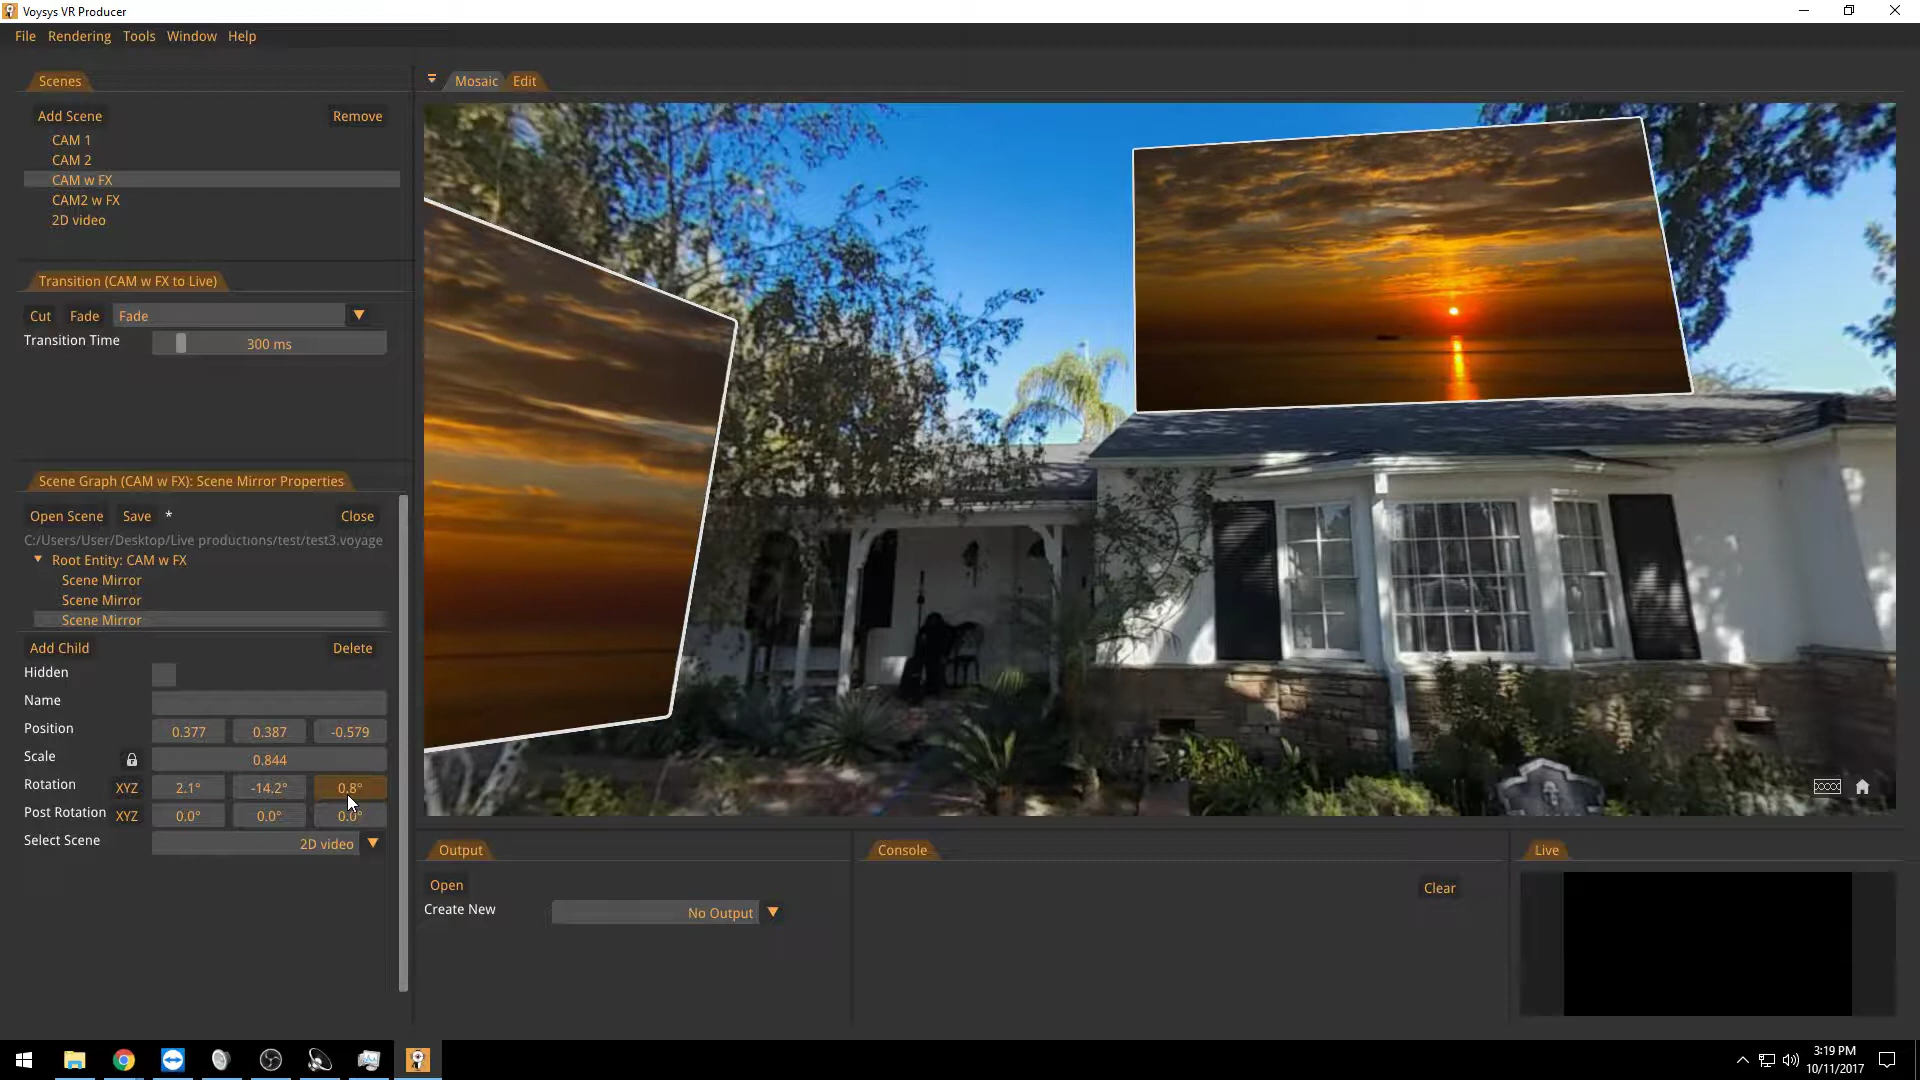 Voysys VR Producer
File Rendering Tools Window Help
Scenes
Mosaic Edit
Add Scene Remove
CAM 1
CAM 2
CAM w FX
CAM2 w FX
2D video
Transition (CAM w FX to Live)
Cut Fade Fade
Transition Time 300 ms
Scene Graph (CAM w FX): Scene Mirror Properties
Open Scene Save * Close
C:/Users/User/Desktop/Live productions/test/test3.voyage
Root Entity: CAM w FX
Scene Mirror
Scene Mirror
Scene Mirror
Add Child Delete
Hidden
Name
Position 0.377 0.387 -0.579
Scale 0.844
Rotation XYZ 2.1° -14.2° 0.8°
Post Rotation XYZ 0.0° 0.0° 0.0°
Select Scene 2D video
Output
Open
Create New No Output
Console
Clear
Live
3:19 PM
10/11/2017